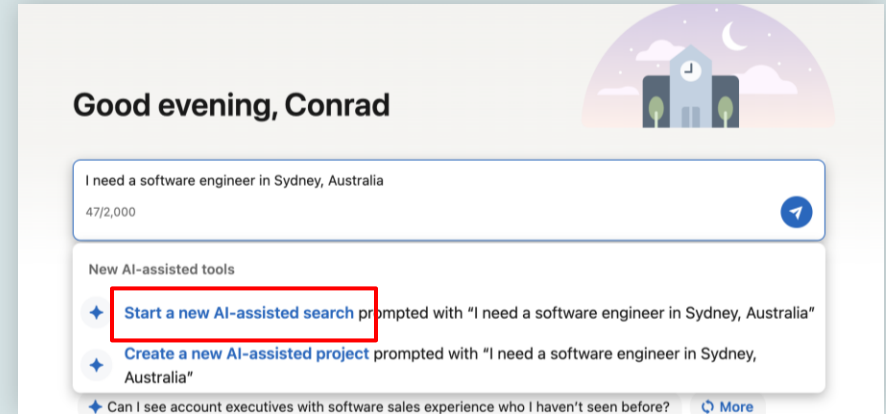 Good evening, Conrad
I need a software engineer in Sydney, Australia
47/2,000
New AI-assisted tools
Start a new AI-assisted search prompted with “I need a software engineer in Sydney, Australia”
Create a new AI-assisted project prompted with “I need a software engineer in Sydney,
Australia”
Can I see account executives with software sales experience who I haven’t seen before? More